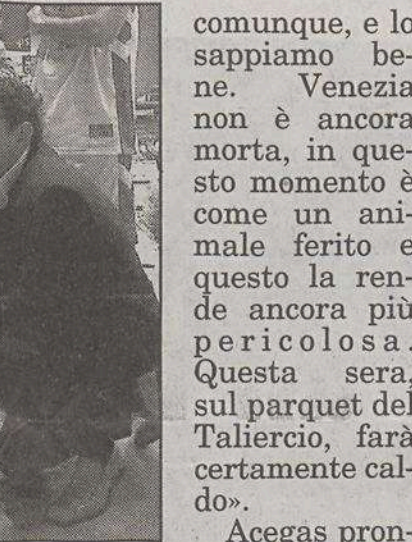 comunque, e lo
sappiamo be-
ne. Venezia
non è ancora
morta, in que-
sto momento è
come un ani-
male ferito e
questo la ren-
de ancora più
pericolosa.
Questa sera,
sul parquet del
Taliercio, farà
certamente cal-
do».
Acegas pron-